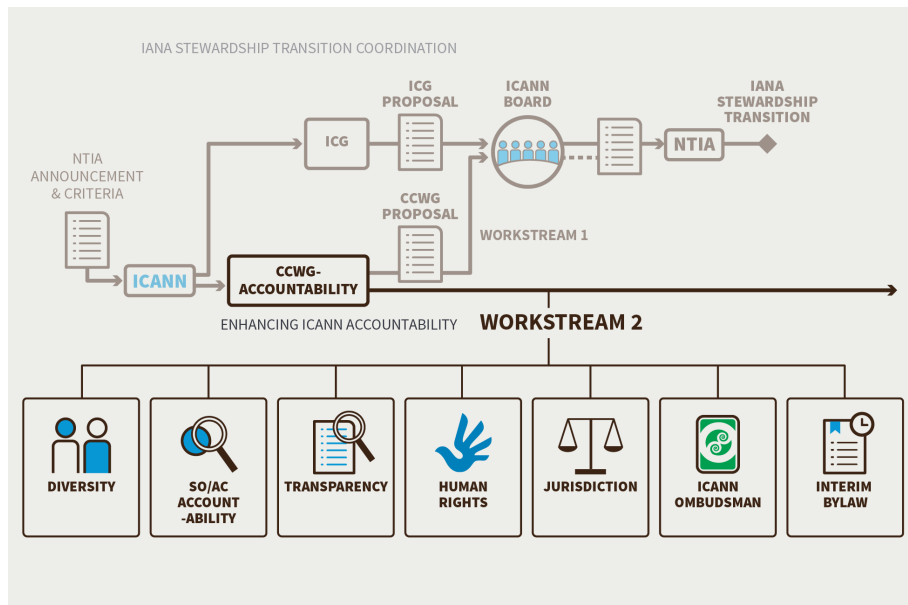 IANA STEWARDSHIP TRANSITION COORDINATION
ICG
PROPOSAL
ICANN
BOARD
IANA
STEWARDSHIP
TRANSITION
ICG
NTIA
NTIA
ANNOUNCEMENT
& CRITERIA
CCWG
PROPOSAL
WORKSTREAM 1
ICANN
CCWG-
ACCOUNTABILITY
ENHANCING ICANN ACCOUNTABILITY
WORKSTREAM 2
DIVERSITY
SO/AC
ACCOUNT
-ABILITY
TRANSPARENCY
HUMAN
RIGHTS
JURISDICTION
ICANN
OMBUDSMAN
INTERIM
BYLAW